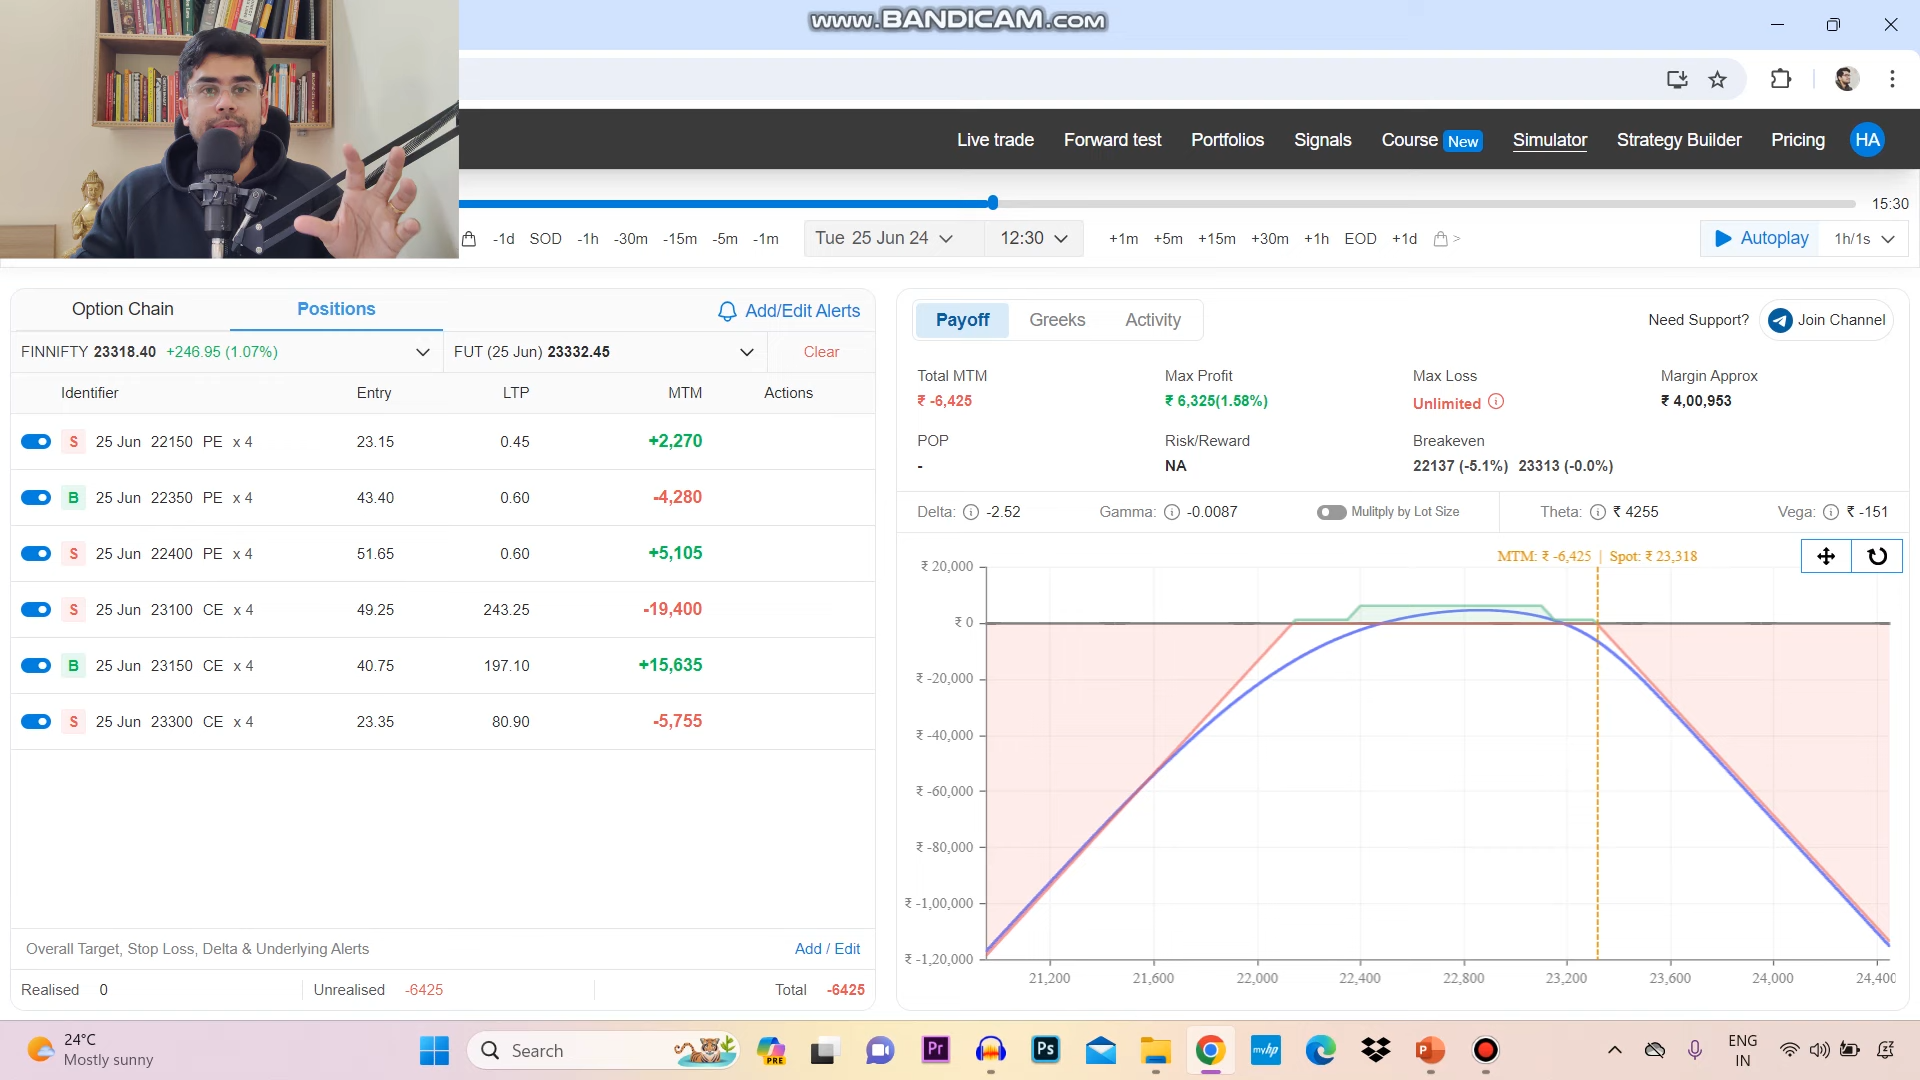 www.BANDICAM.com
Live trade Forward test Portfolios Signals Course New Simulator Strategy Builder Pricing HA
15:30
-1d SOD -1h -30m -15m -5m -1m Tue 25 Jun 24 12:30 +1m +5m +15m +30m +1h EOD +1d > Autoplay 1h/1s
Option Chain Positions Add/Edit Alerts
FINNIFTY 23318.40 +246.95 (1.07%) FUT (25 Jun) 23332.45 Clear
Identifier Entry LTP MTM Actions
S 25 Jun 22150 PE x 4 23.15 0.45 +2,270
B 25 Jun 22350 PE x 4 43.40 0.60 -4,280
S 25 Jun 22400 PE x 4 51.65 0.60 +5,105
S 25 Jun 23100 CE x 4 49.25 243.25 -19,400
B 25 Jun 23150 CE x 4 40.75 197.10 +15,635
S 25 Jun 23300 CE x 4 23.35 80.90 -5,755
Overall Target, Stop Loss, Delta & Underlying Alerts Add / Edit
Realised 0 Unrealised -6425 Total -6425
Payoff Greeks Activity Need Support? Join Channel
Total MTM Max Profit Max Loss Margin Approx
₹ -6,425 ₹ 6,325(1.58%) Unlimited ₹ 4,00,953
POP Risk/Reward Breakeven
- NA 22137 (-5.1%) 23313 (-0.0%)
Delta: -2.52 Gamma: -0.0087 Mulitply by Lot Size Theta: ₹ 4255 Vega: ₹ -151
MTM: ₹ -6,425 | Spot: ₹ 23,318
₹ 20,000
₹ 0
₹ -20,000
₹ -40,000
₹ -60,000
₹ -80,000
₹ -1,00,000
₹ -1,20,000
21,200 21,600 22,000 22,400 22,800 23,200 23,600 24,000 24,400
24°C
Mostly sunny
Search
PRE
Pr
Ps
myhp
P
ENG
IN